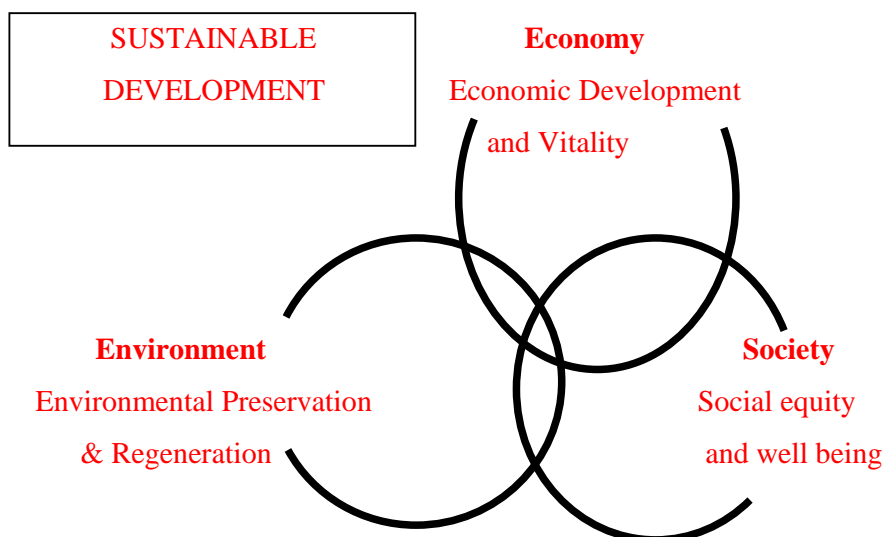 SUSTAINABLE
DEVELOPMENT
Economy
Economic Development
and Vitality
Environment
Environmental Preservation
& Regeneration
Society
Social equity
and well being